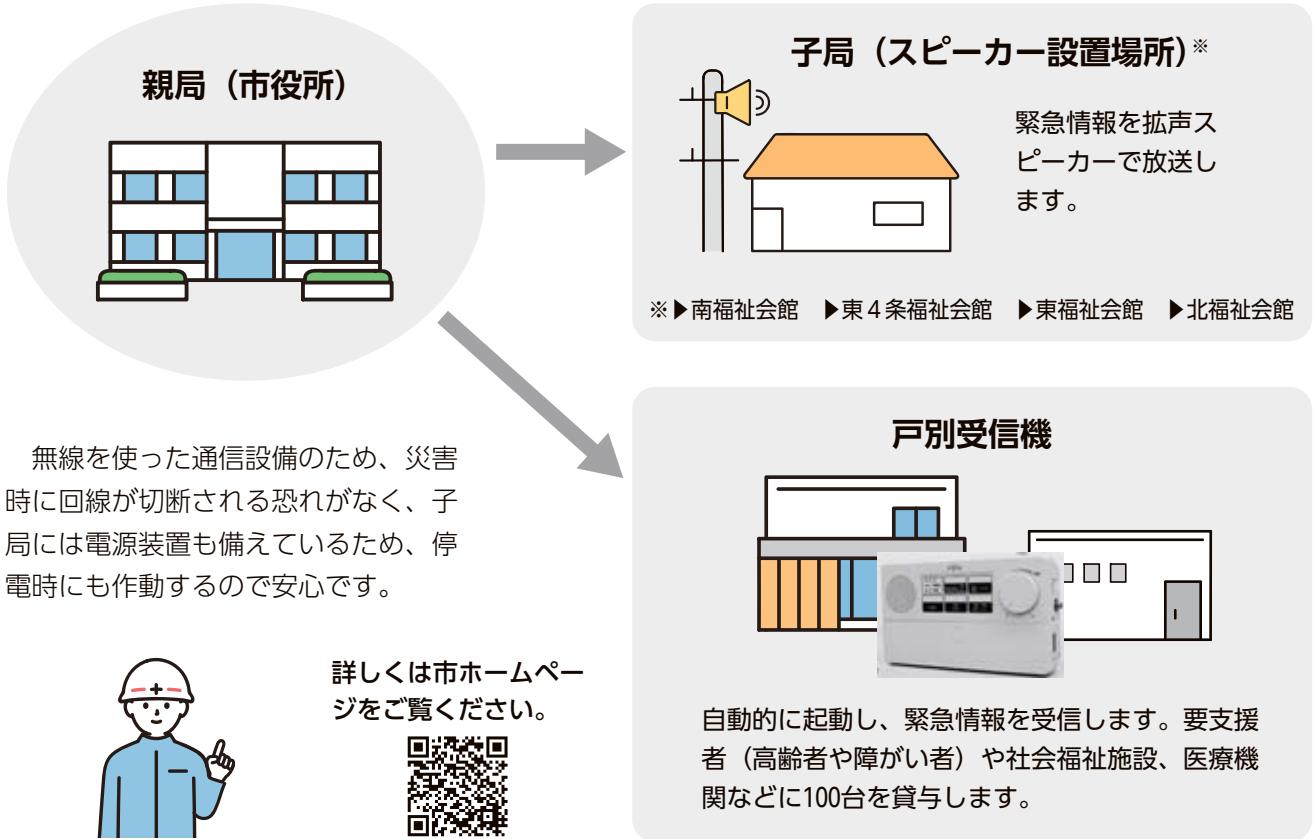 親局（市役所）
子局（スピーカー設置場所）※
緊急情報を拡声ス
ピーカーで放送し
ます。
※▶南福祉会館　▶東４条福祉会館　▶東福祉会館　▶北福祉会館
　無線を使った通信設備のため、災害
時に回線が切断される恐れがなく、子
局には電源装置も備えているため、停
電時にも作動するので安心です。
詳しくは市ホームペー
ジをご覧ください。
戸別受信機
自動的に起動し、緊急情報を受信します。要支援
者（高齢者や障がい者）や社会福祉施設、医療機
関などに100台を貸与します。